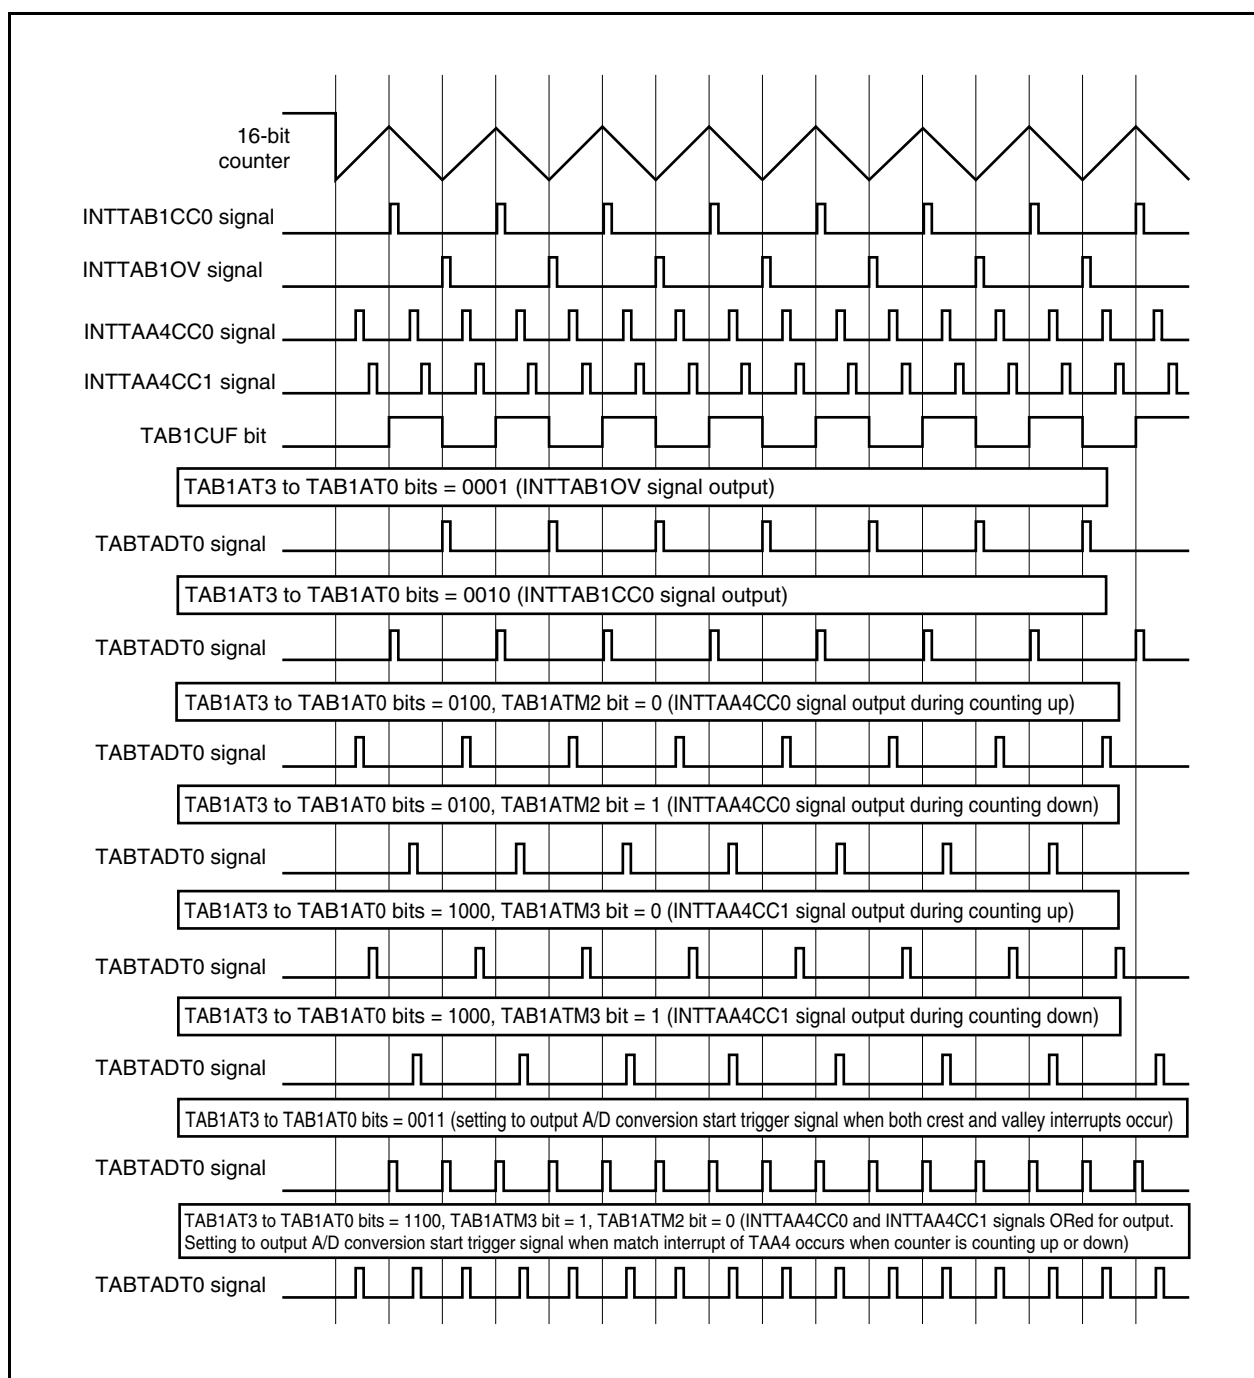 16-bit
counter
INTTAB1CC0 signal
INTTAB1OV signal
INTTAA4CC0 signal
INTTAA4CC1 signal
TAB1CUF bit
TAB1AT3 to TAB1AT0 bits = 0001 (INTTAB1OV signal output)
TABTADT0 signal
TAB1AT3 to TAB1AT0 bits = 0010 (INTTAB1CC0 signal output)
TABTADT0 signal
TAB1AT3 to TAB1AT0 bits = 0100, TAB1ATM2 bit = 0 (INTTAA4CC0 signal output during counting up)
TABTADT0 signal
TAB1AT3 to TAB1AT0 bits = 0100, TAB1ATM2 bit = 1 (INTTAA4CC0 signal output during counting down)
TABTADT0 signal
TAB1AT3 to TAB1AT0 bits = 1000, TAB1ATM3 bit = 0 (INTTAA4CC1 signal output during counting up)
TABTADT0 signal
TAB1AT3 to TAB1AT0 bits = 1000, TAB1ATM3 bit = 1 (INTTAA4CC1 signal output during counting down)
TABTADT0 signal
TAB1AT3 to TAB1AT0 bits = 0011 (setting to output A/D conversion start trigger signal when both crest and valley interrupts occur)
TABTADT0 signal
TAB1AT3 to TAB1AT0 bits = 1100, TAB1ATM3 bit = 1, TAB1ATM2 bit = 0 (INTTAA4CC0 and INTTAA4CC1 signals ORed for output.
Setting to output A/D conversion start trigger signal when match interrupt of TAA4 occurs when counter is counting up or down)
TABTADT0 signal